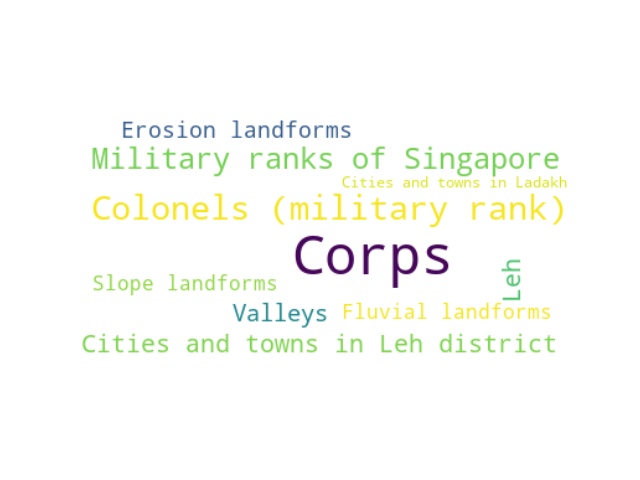 Erosion landforms
Military ranks of Singapore
Cities and towns in Ladakh
Colonels (military rank)
Corps
Leh
Slope landforms
Valleys
Fluvial landforms
Cities and towns in Leh district